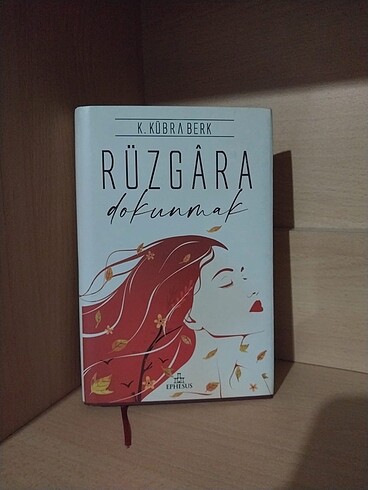 K. KÜBRA BERK
RÜZGÂRA
dokunmak
EPHESUS